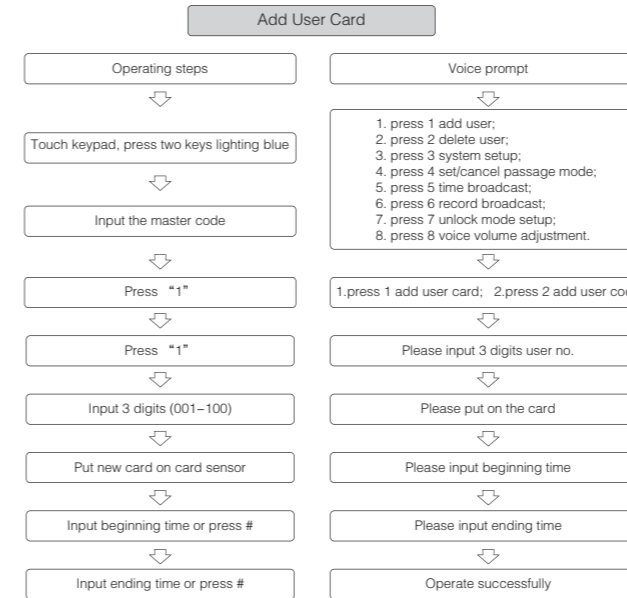 Add User Card
Operating steps
Touch keypad, press two keys lighting blue
Input the master code
Press “1”
Press “1”
Input 3 digits (001–100)
Put new card on card sensor
Input beginning time or press #
Input ending time or press #
Voice prompt
1. press 1 add user;
2. press 2 delete user;
3. press 3 system setup;
4. press 4 set/cancel passage mode;
5. press 5 time broadcast;
6. press 6 record broadcast;
7. press 7 unlock mode setup;
8. press 8 voice volume adjustment.
1.press 1 add user card; 2.press 2 add user
Please input 3 digits user no.
Please put on the card
Please input beginning time
Please input ending time
Operate successfully